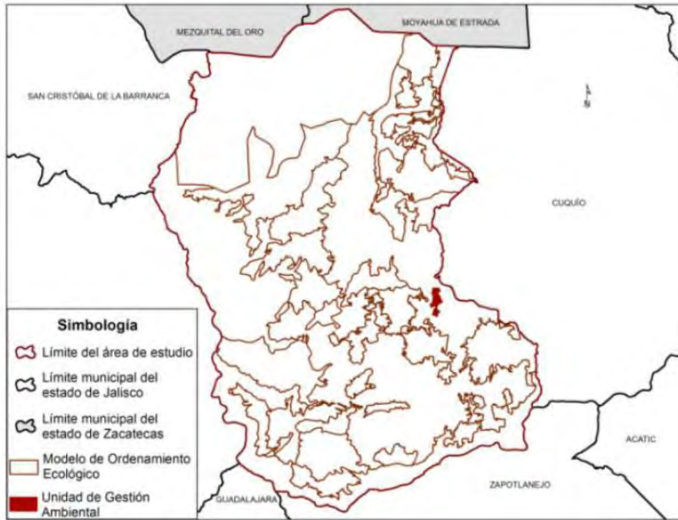 MEZQUITAL DEL ORO
MOYAHUA DE ESTRADA
SAN CRISTÓBAL DE LA BARRANCA
N
CUQUÍO
Simbología
Límite del área de estudio
Límite municipal del
estado de Jalisco
Límite municipal del
estado de Zacatecas
Modelo de Ordenamiento
Ecológico
Unidad de Gestión
Ambiental
GUADALAJARA
ZAPOTLANEJO
ACATIC